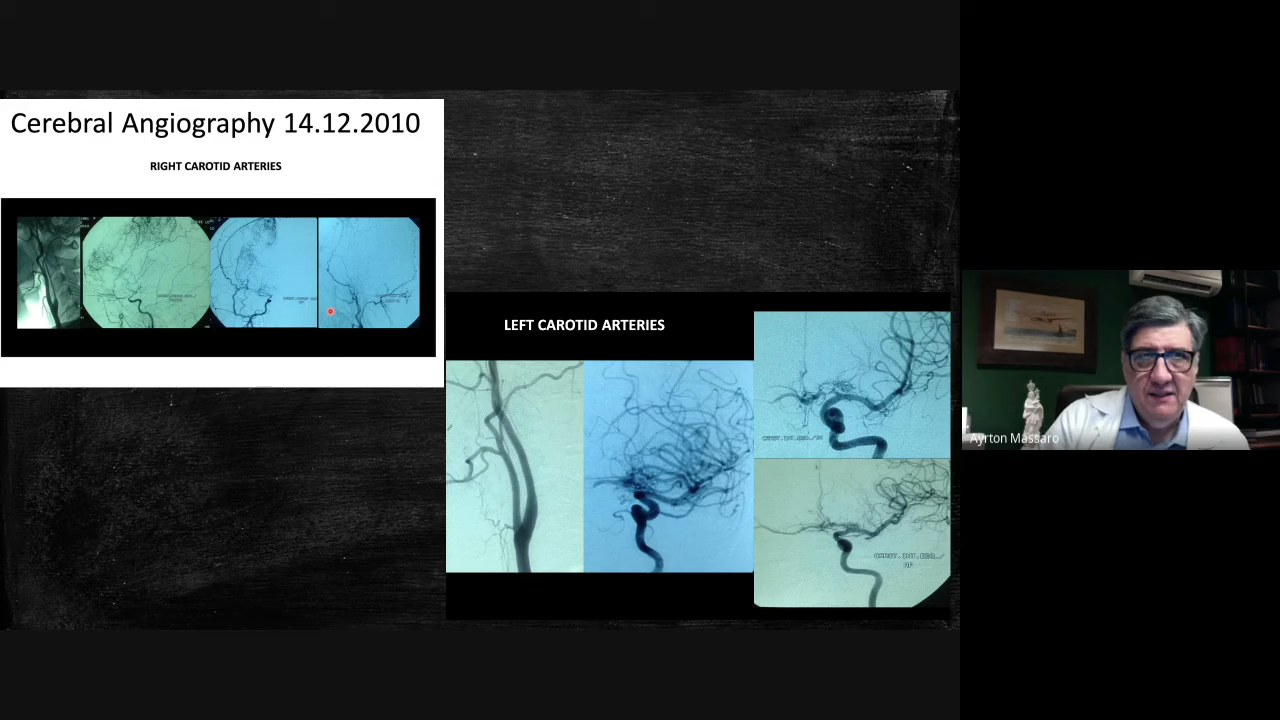 Cerebral Angiography 14.12.2010
RIGHT CAROTID ARTERIES
LEFT CAROTID ARTERIES
Ayrton Massaro